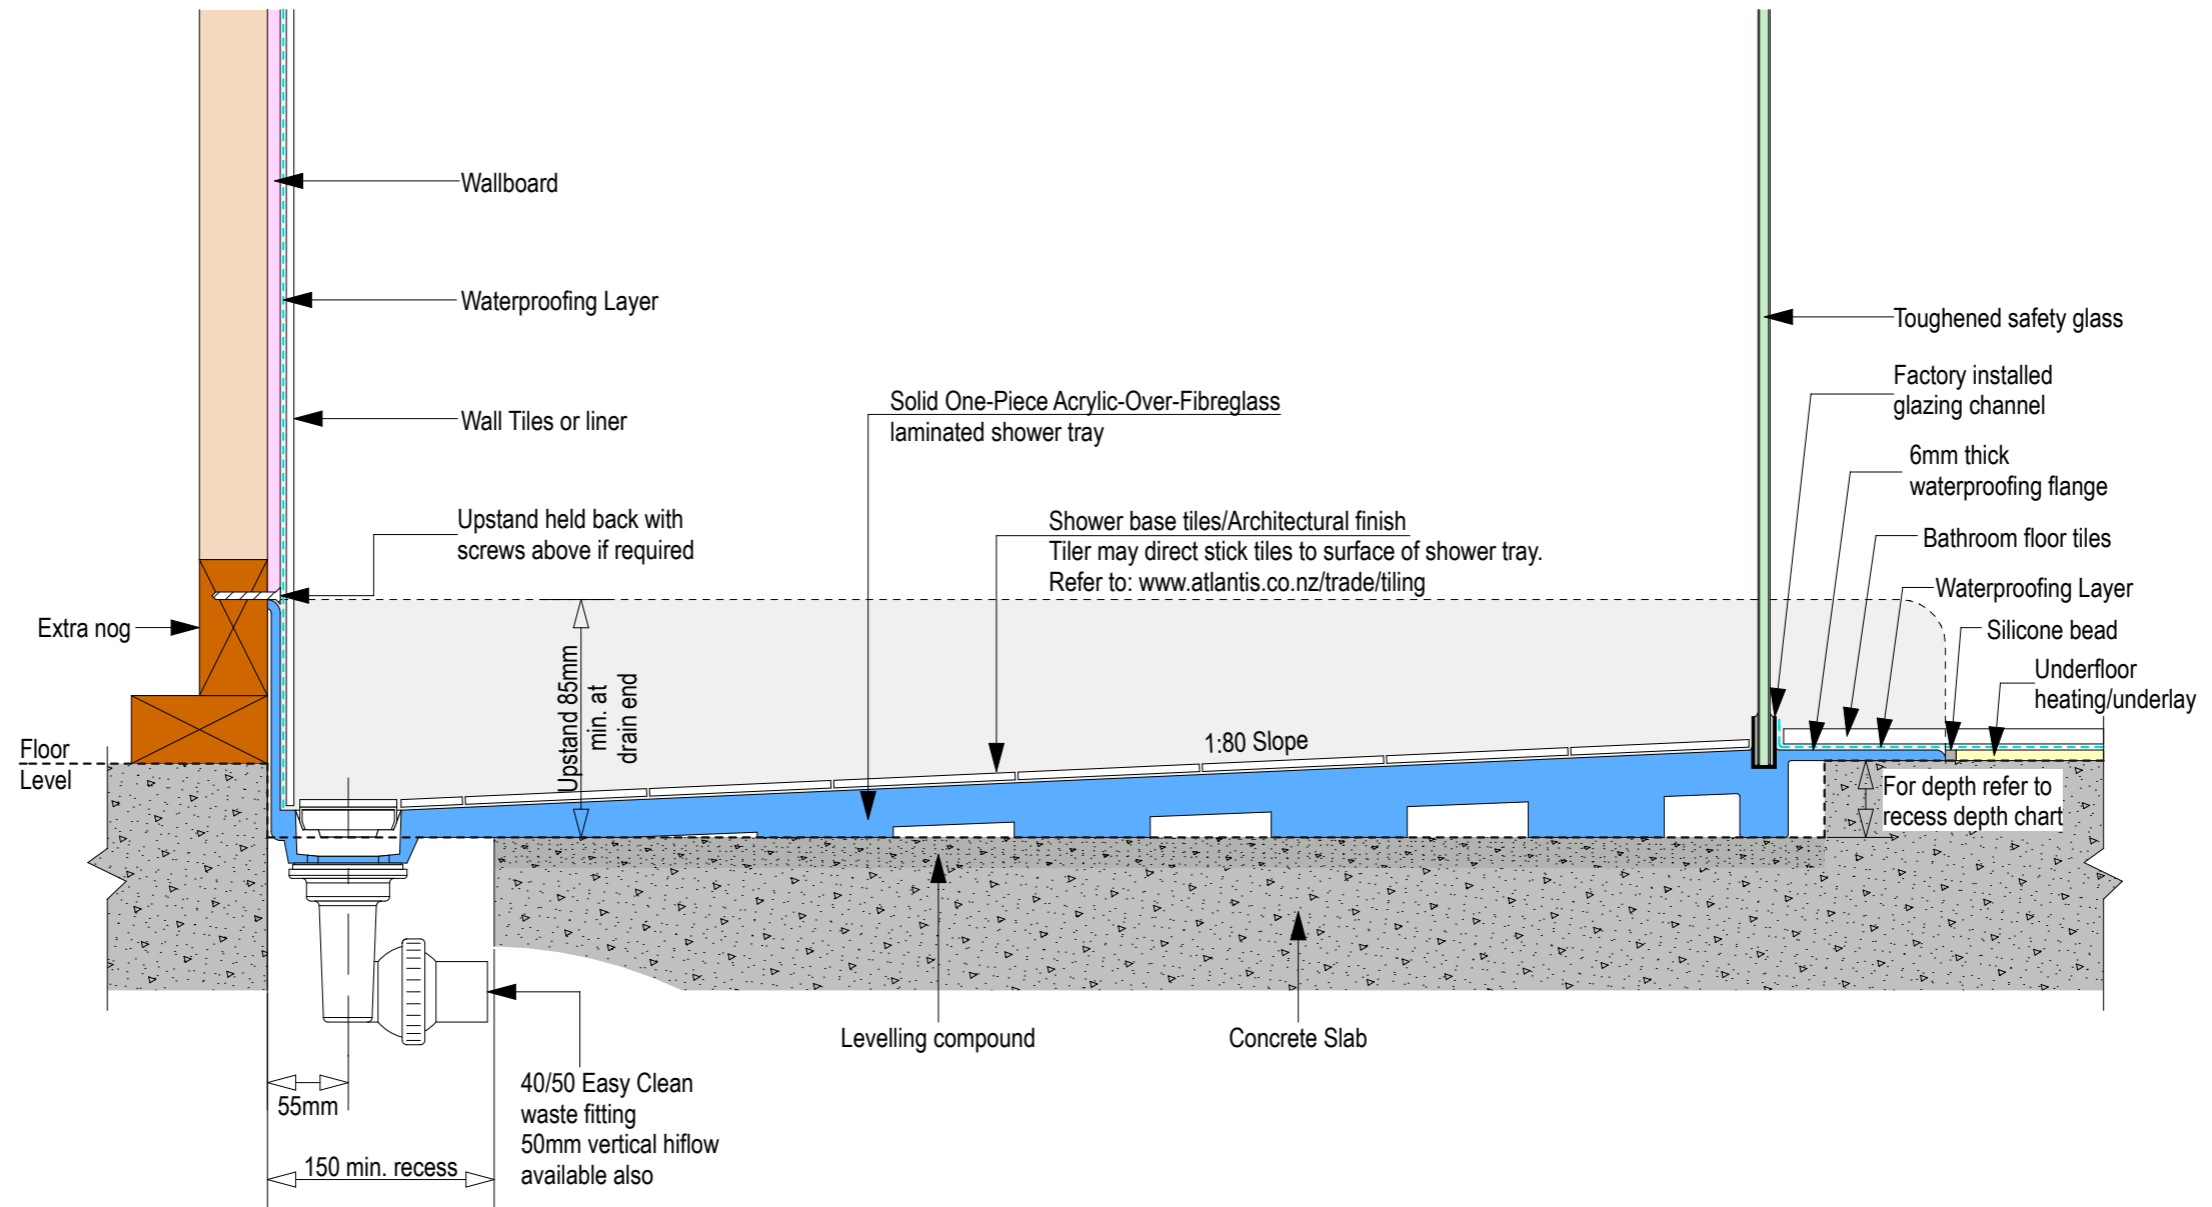 Wallboard
Waterproofing Layer
Wall Tiles or liner
Upstand held back with
screws above if required
Extra nog
Floor
Level
Solid One-Piece Acrylic-Over-Fibreglass
laminated shower tray
Shower base tiles/Architectural finish
Tiler may direct stick tiles to surface of shower tray.
Refer to: www.atlantis.co.nz/trade/tiling
Upstand 85mm
min. at
drain end
1:80 Slope
Toughened safety glass
Factory installed
glazing channel
6mm thick
waterproofing flange
Bathroom floor tiles
Waterproofing Layer
Silicone bead
Underfloor
heating/underlay
For depth refer to
recess depth chart
Levelling compound
Concrete Slab
40/50 Easy Clean
waste fitting
50mm vertical hiflow
available also
55mm
150 min. recess